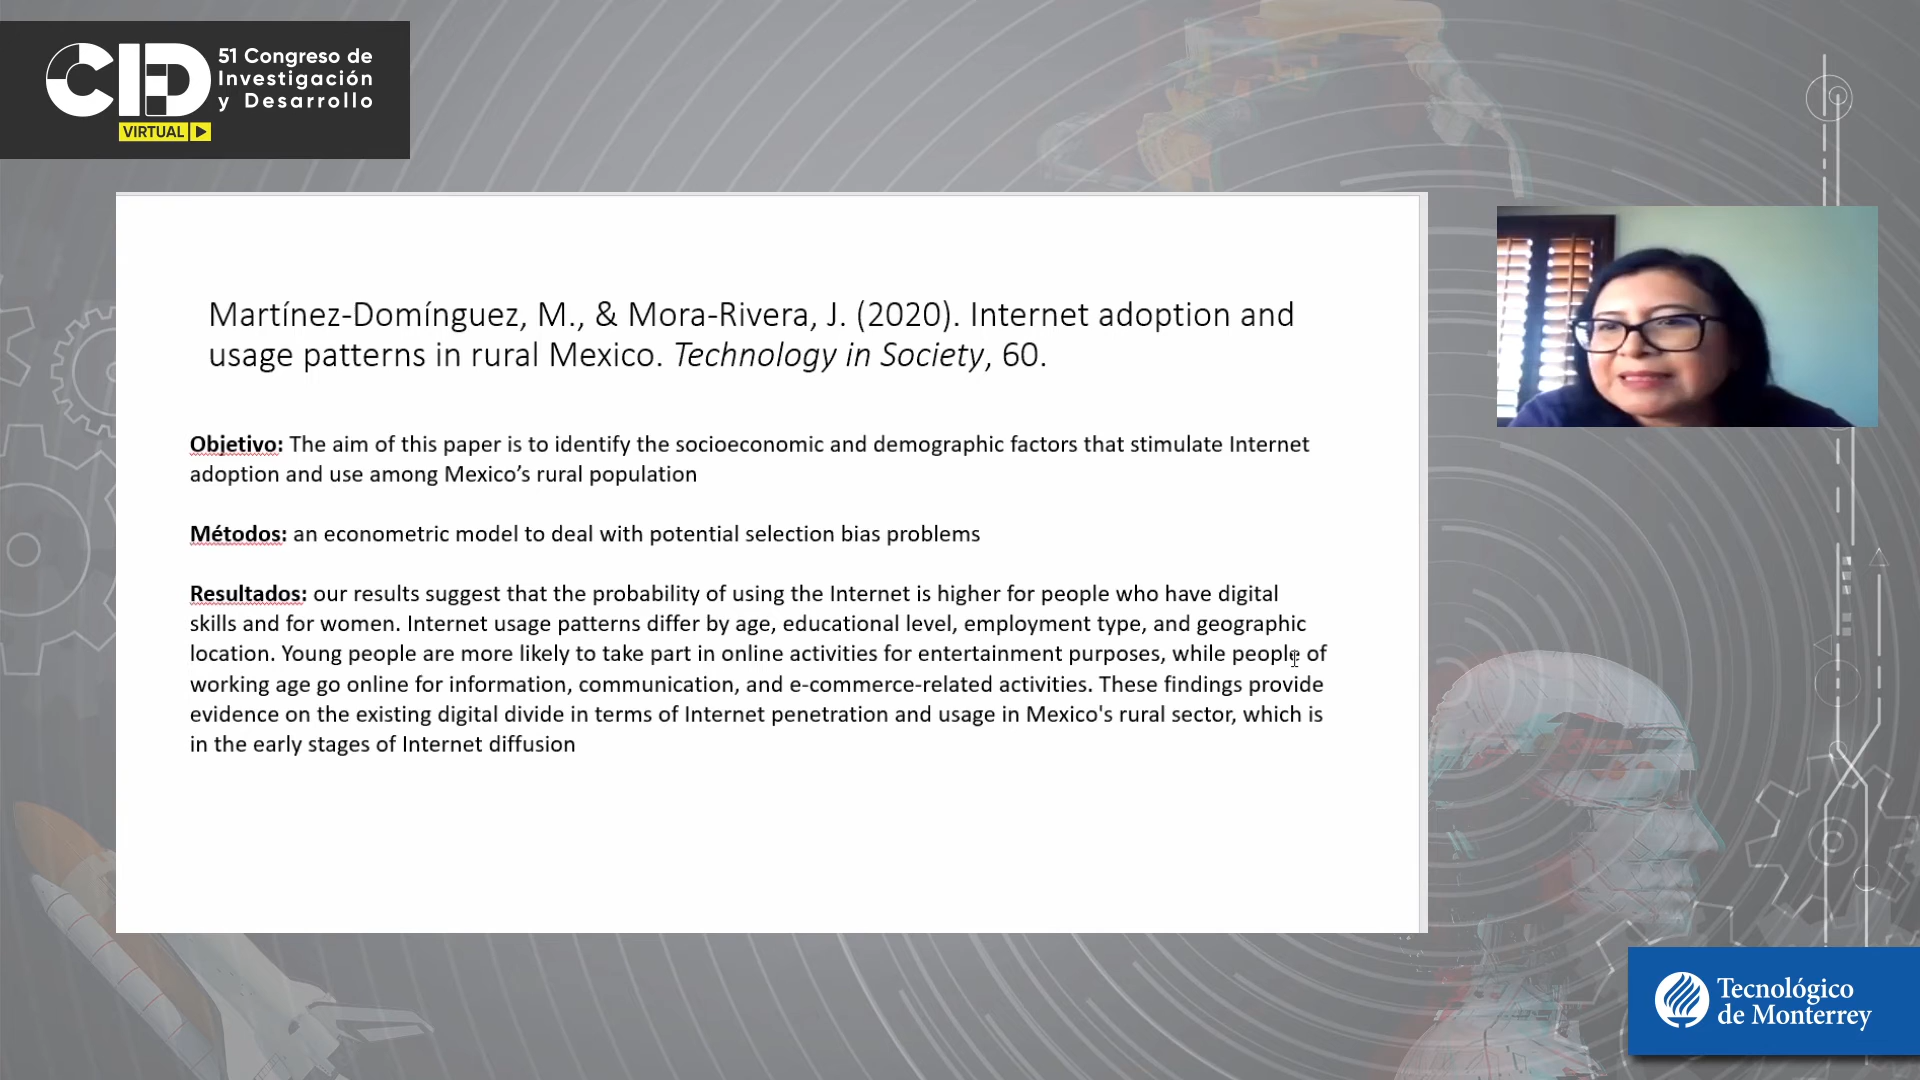 CID
51 Congreso de
Investigación
y Desarrollo
VIRTUAL
Martínez-Domínguez, M., & Mora-Rivera, J. (2020). Internet adoption and
usage patterns in rural Mexico. Technology in Society, 60.
Objetivo: The aim of this paper is to identify the socioeconomic and demographic factors that stimulate Internet
adoption and use among Mexico’s rural population
Métodos: an econometric model to deal with potential selection bias problems
Resultados: our results suggest that the probability of using the Internet is higher for people who have digital
skills and for women. Internet usage patterns differ by age, educational level, employment type, and geographic
location. Young people are more likely to take part in online activities for entertainment purposes, while people of
working age go online for information, communication, and e-commerce-related activities. These findings provide
evidence on the existing digital divide in terms of Internet penetration and usage in Mexico's rural sector, which is
in the early stages of Internet diffusion
Tecnológico
de Monterrey